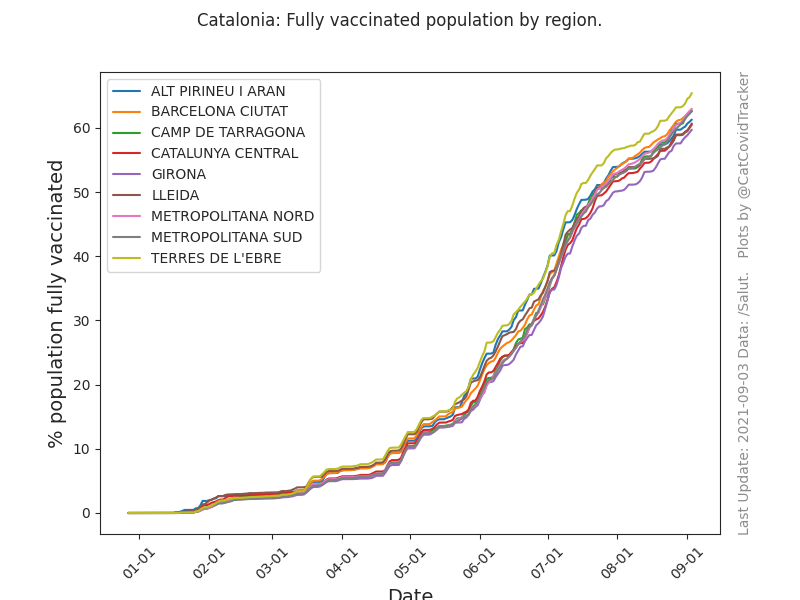 Catalonia: Fully vaccinated population by region.
ALT PIRINEU I ARAN
BARCELONA CIUTAT
CAMP DE TARRAGONA
CATALUNYA CENTRAL
GIRONA
LLEIDA
METROPOLITANA NORD
METROPOLITANA SUD
TERRES DE L'EBRE
% population fully vaccinated
60
50
40
30
20
10
0
01-01
02-01
03-01
04-01
05-01
06-01
07-01
08-01
09-01
Date
Last Update: 2021-09-03 Data: /Salut. Plots by @CatCovidTracker